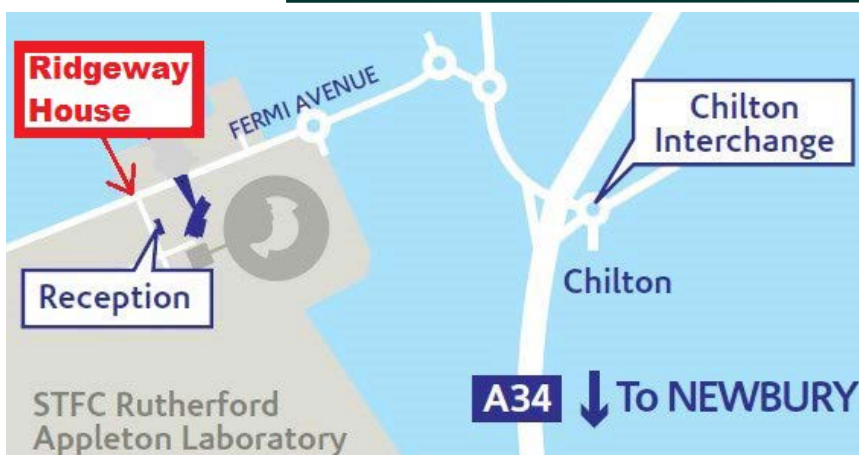 Ridgeway
House
FERMI AVENUE
Chilton
Interchange
Reception
Chilton
STFC Rutherford
Appleton Laboratory
A34 To NEWBURY